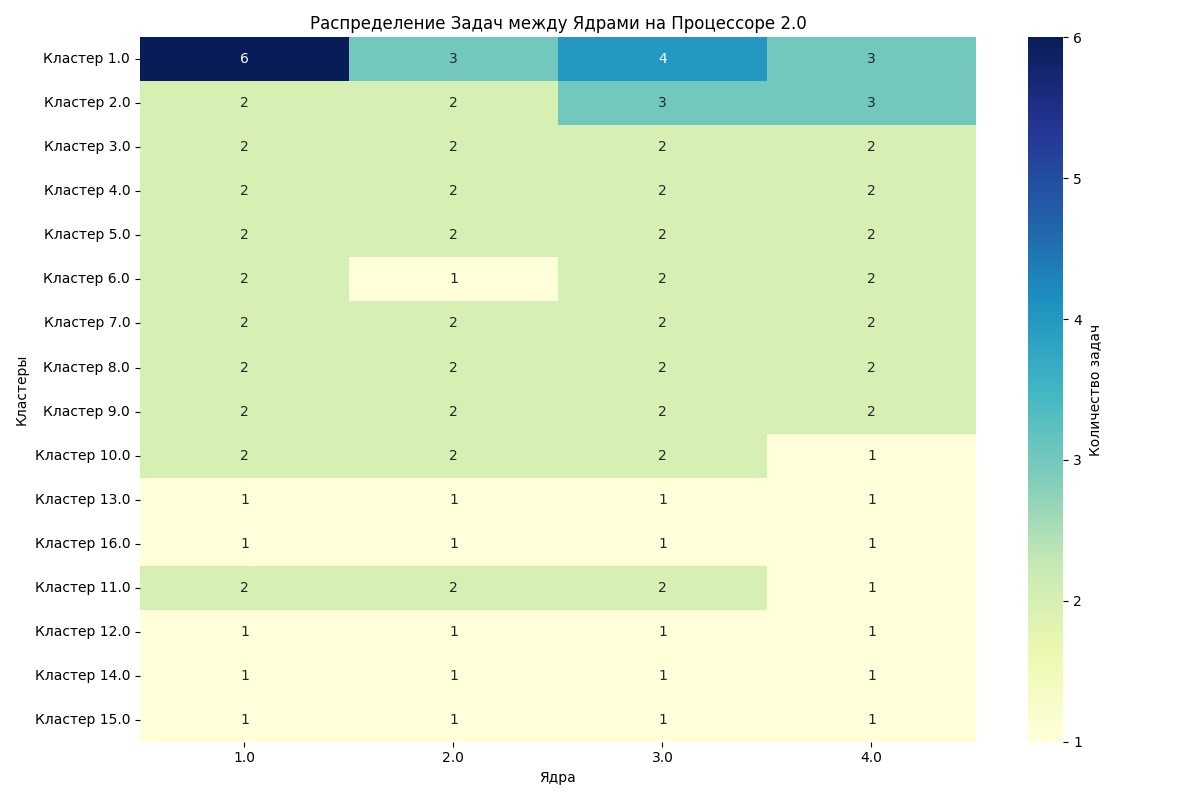 Распределение Задач между Ядрами на Процессоре 2.0
Кластер 1.0 6 3 4 3
Кластер 2.0 2 2 3 3
Кластер 3.0 2 2 2 2
Кластер 4.0 2 2 2 2
Кластер 5.0 2 2 2 2
Кластер 6.0 2 1 2 2
Кластер 7.0 2 2 2 2
Кластер 8.0 2 2 2 2
Кластер 9.0 2 2 2 2
Кластер 10.0 2 2 2 1
Кластер 13.0 1 1 1 1
Кластер 16.0 1 1 1 1
Кластер 11.0 2 2 2 1
Кластер 12.0 1 1 1 1
Кластер 14.0 1 1 1 1
Кластер 15.0 1 1 1 1
1.0 2.0 3.0 4.0
Ядра
Кластеры
6
5
4
3
2
1
Количество задач